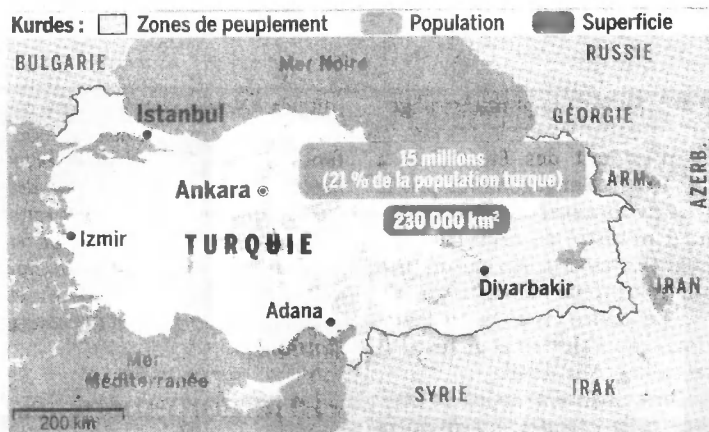 Kurdes : Zones de peuplement Population Superficie
BULGARIE
Mer Noire
RUSSIE
Istanbul
GÉORGIE
15 millions
(21 % de la population turque)
ARM.
AZERB.
Ankara
230 000 km²
Izmir
TURQUIE
Diyarbakir
IRAN
Adana
Mer
Méditerranée
SYRIE
IRAK
200 km